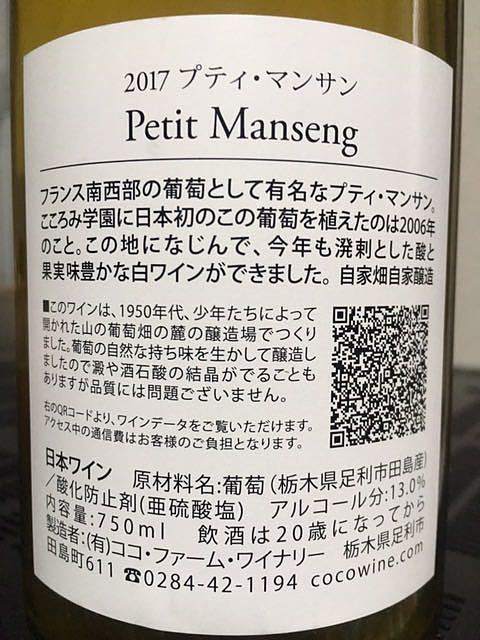 2017 プティ・マンサン
Petit Manseng
フランス南西部の葡萄として有名なプティ・マンサン。
こころみ学園に日本初のこの葡萄を植えたのは2006年
のこと。この地になじんで、今年も溌剌とした酸と
果実味豊かな白ワインができました。自家畑自家醸造
■このワインは、1950年代、少年たちによって
開かれた山の葡萄畑の麓の醸造場でつくり
ました。葡萄の自然な持ち味を生かして醸造し
ましたので澱や酒石酸の結晶がでることも
ありますが品質には問題ございません。
右のQRコードより、ワインデータをご覧いただけます。
アクセス中の通信費はお客様のご負担となります。
日本ワイン 原材料名:葡萄(栃木県足利市田島産)
/酸化防止剤(亜硫酸塩) アルコール分:13.0%
内容量:750ml 飲酒は20歳になってから
製造者:(有)ココ・ファーム・ワイナリー 栃木県足利市
田島町611 ☎0284-42-1194 cocowine.com